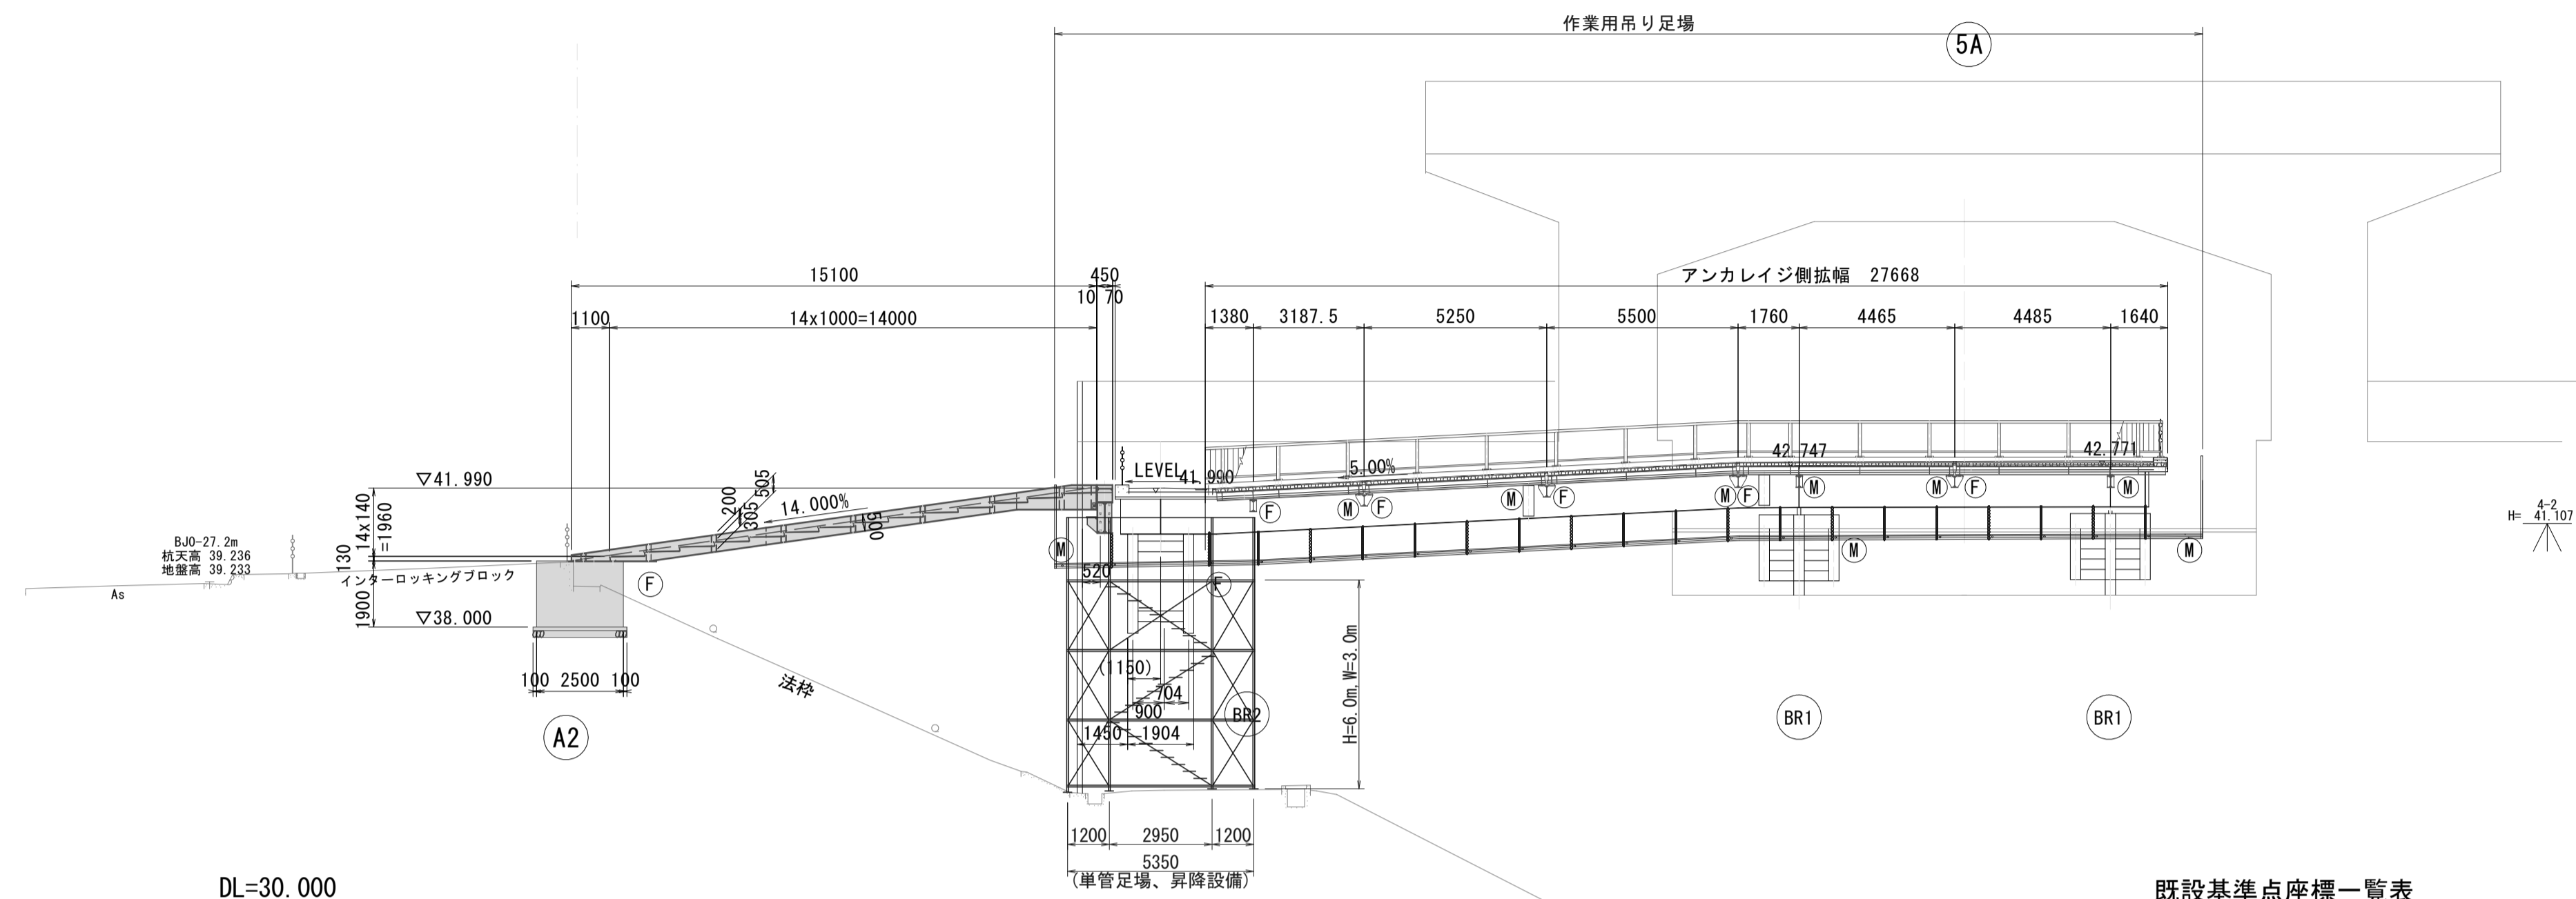 作業用吊り足場
5A
15100
450
10 70
アンカレイジ側拡幅 27668
1100
14x1000=14000
1380
3187.5
5250
5500
1760
4465
4485
1640
▽41.990
14x140
=1960
130
1900
200
305
505
14.000%
500
LEVEL
41.990
5.00%
42.747
42.771
F
M
F
M
F
M
F
M
M
F
M
M
F
F
M
M
4-2
H= 41.107
BJO-27.2m
杭天高 39.236
地盤高 39.233
As
インターロッキングブロック
▽38.000
100 2500 100
A2
法枠
520
(1150)
704
900
1450
1904
BR2
H=6.0m,W=3.0m
BR1
BR1
1200
2950
1200
5350
(単管足場、昇降設備)
DL=30.000
既設基準点座標一覧表